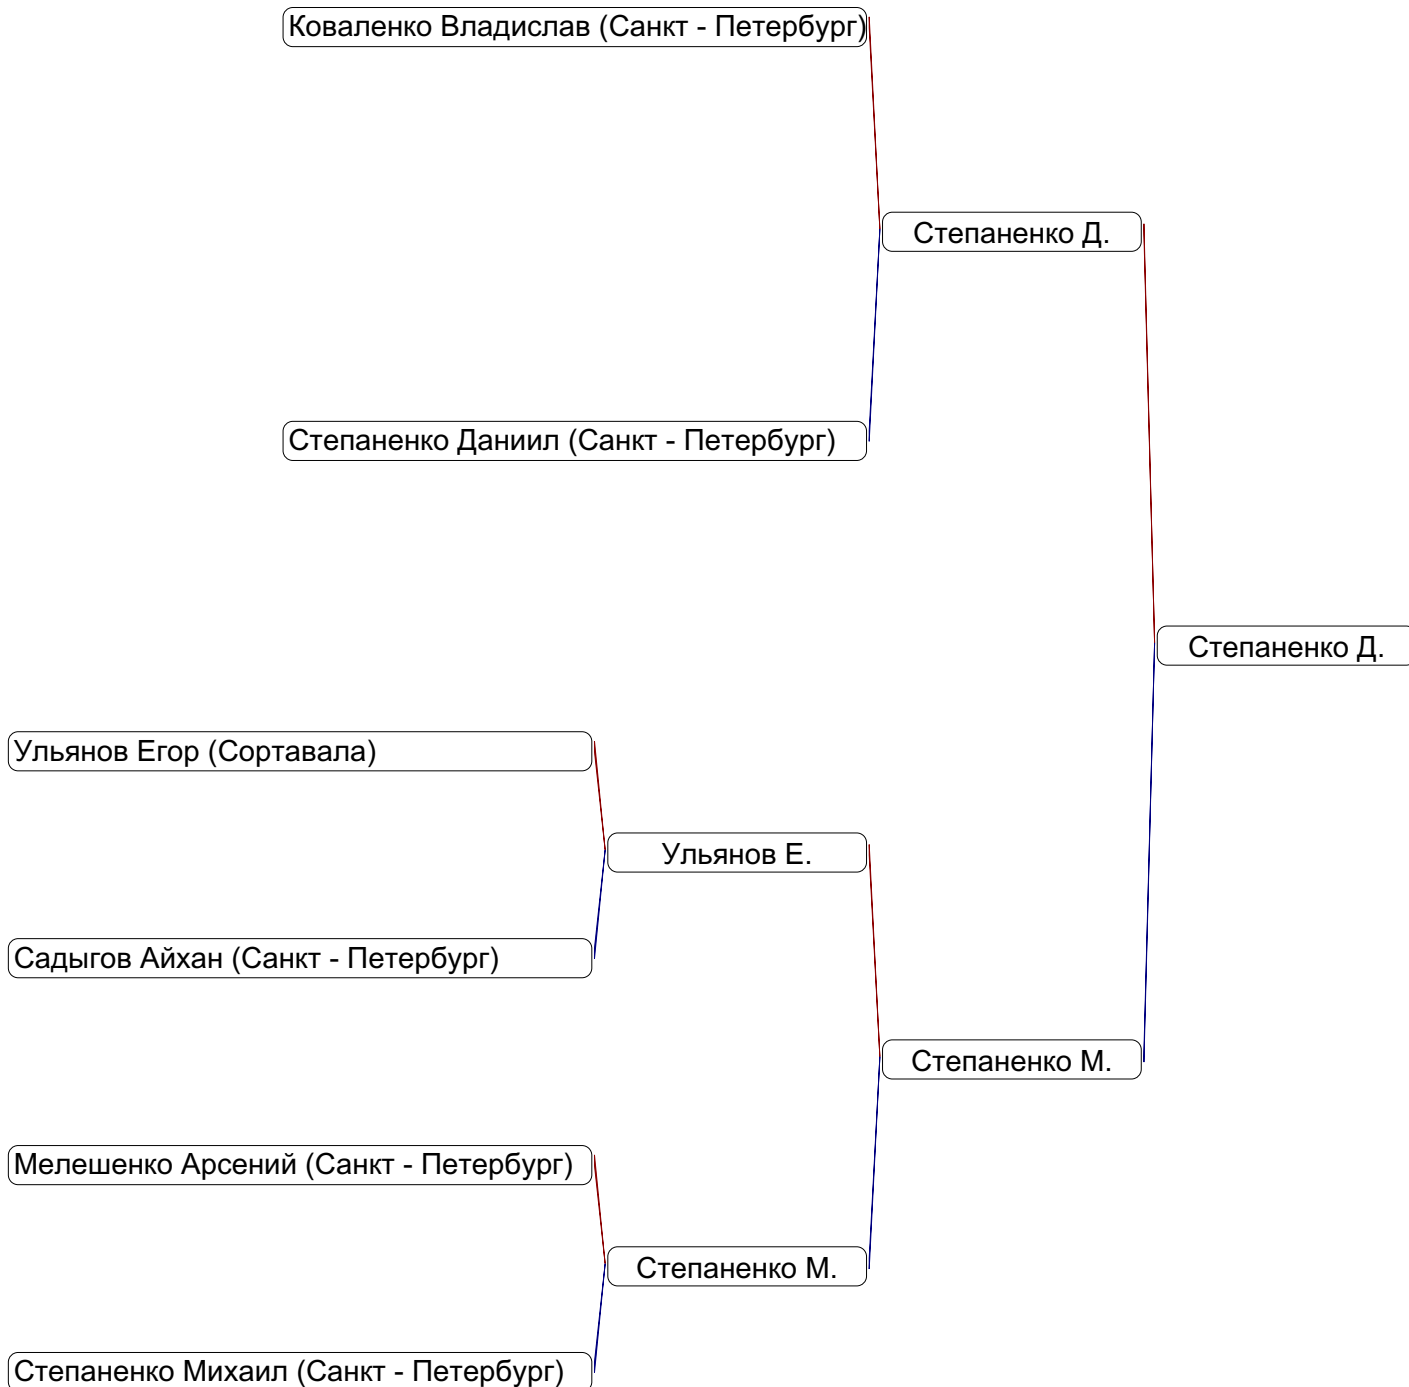 Коваленко Владислав (Санкт - Петербург)
Степаненко Д.
Степаненко Даниил (Санкт - Петербург)
Степаненко Д.
Ульянов Егор (Сортавала)
Ульянов Е.
Садыгов Айхан (Санкт - Петербург)
Степаненко М.
Мелешенко Арсений (Санкт - Петербург)
Степаненко М.
Степаненко Михаил (Санкт - Петербург)